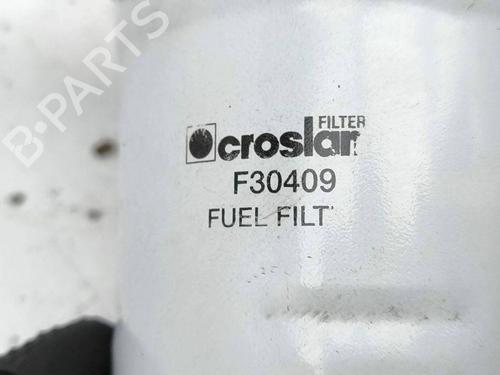 B-PARTS
FILTER
croslan
F30409
FUEL FILT